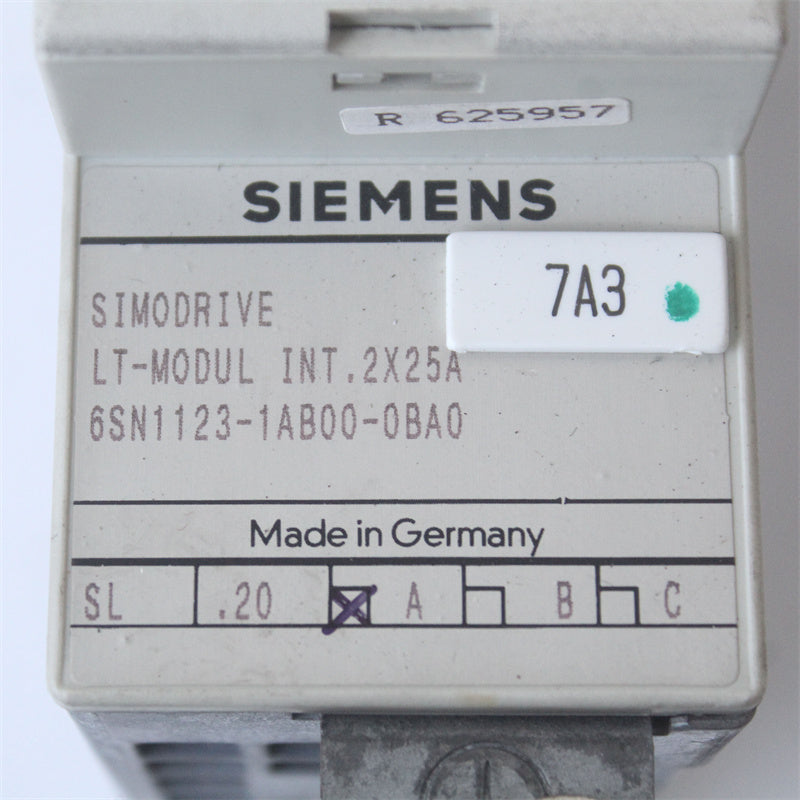 R 625957
SIEMENS
7A3
SIMODRIVE
LT-MODUL INT.2X25A
6SN1123-1AB00-0BA0
Made in Germany
SL .20 A B C